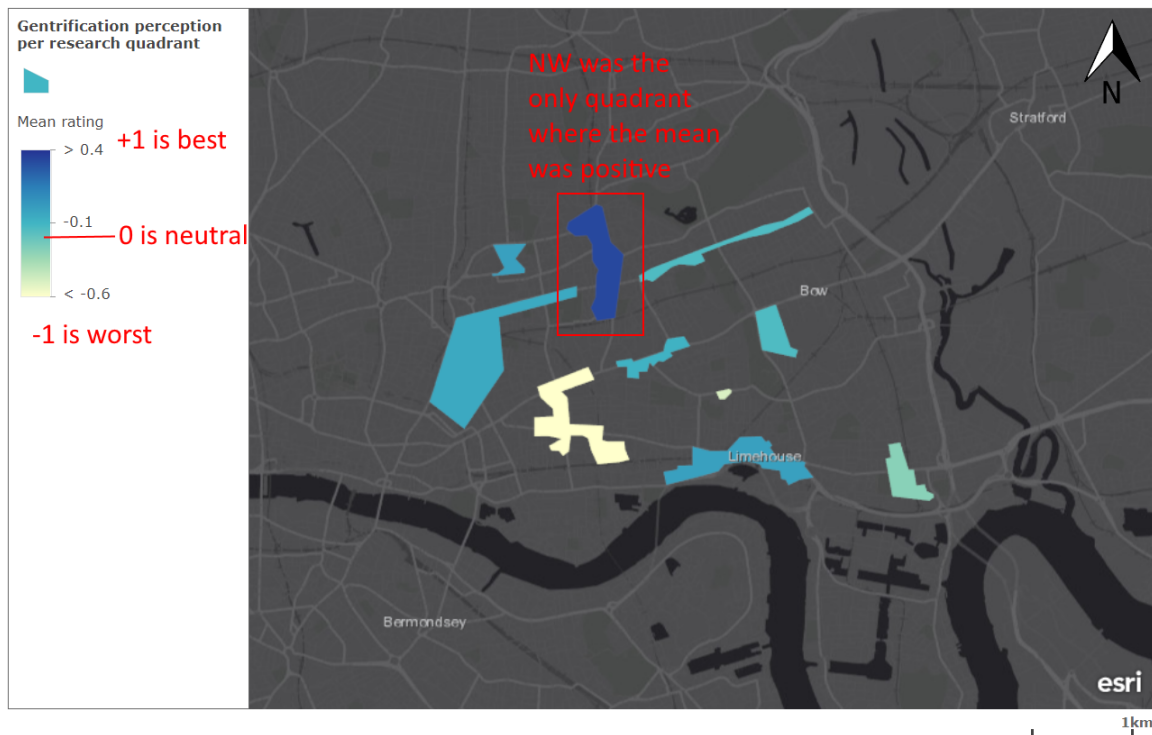 Gentrification perception
per research quadrant
Mean rating
+1 is best
> 0.4
-0.1
0 is neutral
< -0.6
-1 is worst
NW was the
only quadrant
where the mean
was positive
N
Stratford
Bow
Limehouse
Bermondsey
esri
1km